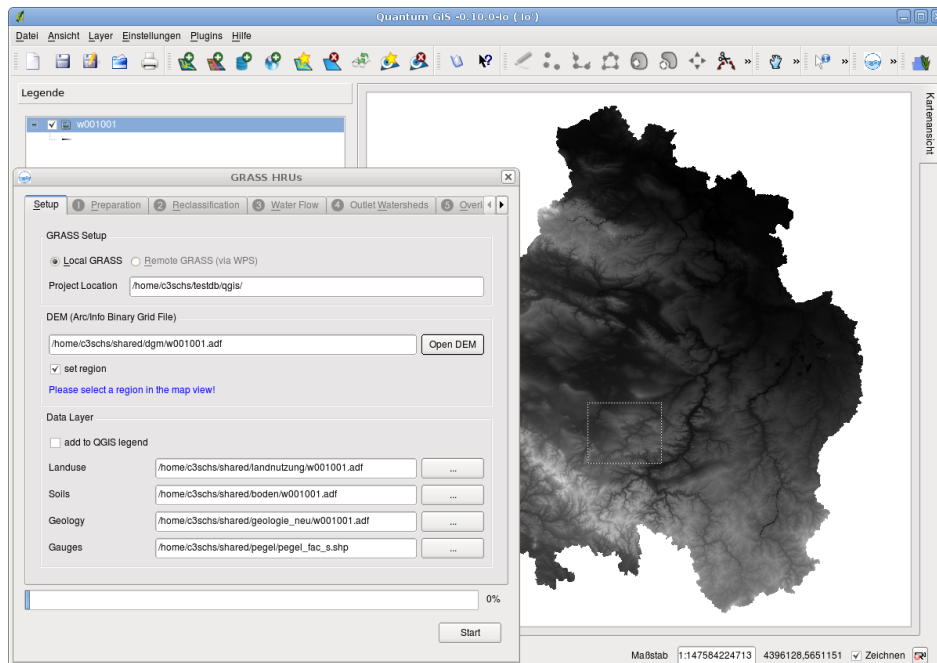 Quantum GIS -0.10.0-Io ('Io')
Datei Ansicht Layer Einstellungen Plugins Hilfe
Legende
w001001
Kartenansicht
GRASS HRUs
Setup 1 Preparation 2 Reclassification 3 Water Flow 4 Outlet Watersheds 5 Overl
GRASS Setup
Local GRASS Remote GRASS (via WPS)
Project Location /home/c3schs/testdb/qgis/
DEM (Arc/Info Binary Grid File)
/home/c3schs/shared/dgm/w001001.adf Open DEM
set region
Please select a region in the map view!
Data Layer
add to QGIS legend
Landuse /home/c3schs/shared/landnutzung/w001001.adf ...
Soils /home/c3schs/shared/boden/w001001.adf ...
Geology /home/c3schs/shared/geologie_neu/w001001.adf ...
Gauges /home/c3schs/shared/pegel/pegel_fac_s.shp ...
0%
Start
Maßstab 1:147584224713 4396128,5651151 Zeichnen